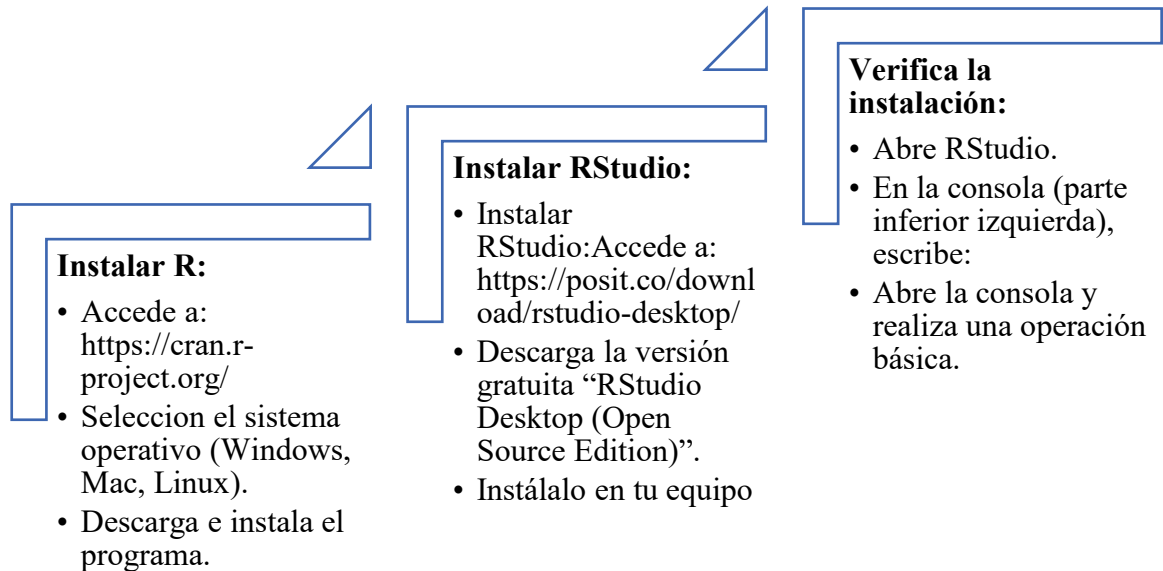 Instalar R:
• Accede a:
https://cran.r-
project.org/
• Seleccion el sistema
operativo (Windows,
Mac, Linux).
• Descarga e instala el
programa.
Instalar RStudio:
• Instalar
RStudio:Accede a:
https://posit.co/downl
oad/rstudio-desktop/
• Descarga la versión
gratuita “RStudio
Desktop (Open
Source Edition)”.
• Instálalo en tu equipo
Verifica la
instalación:
• Abre RStudio.
• En la consola (parte
inferior izquierda),
escribe:
• Abre la consola y
realiza una operación
básica.